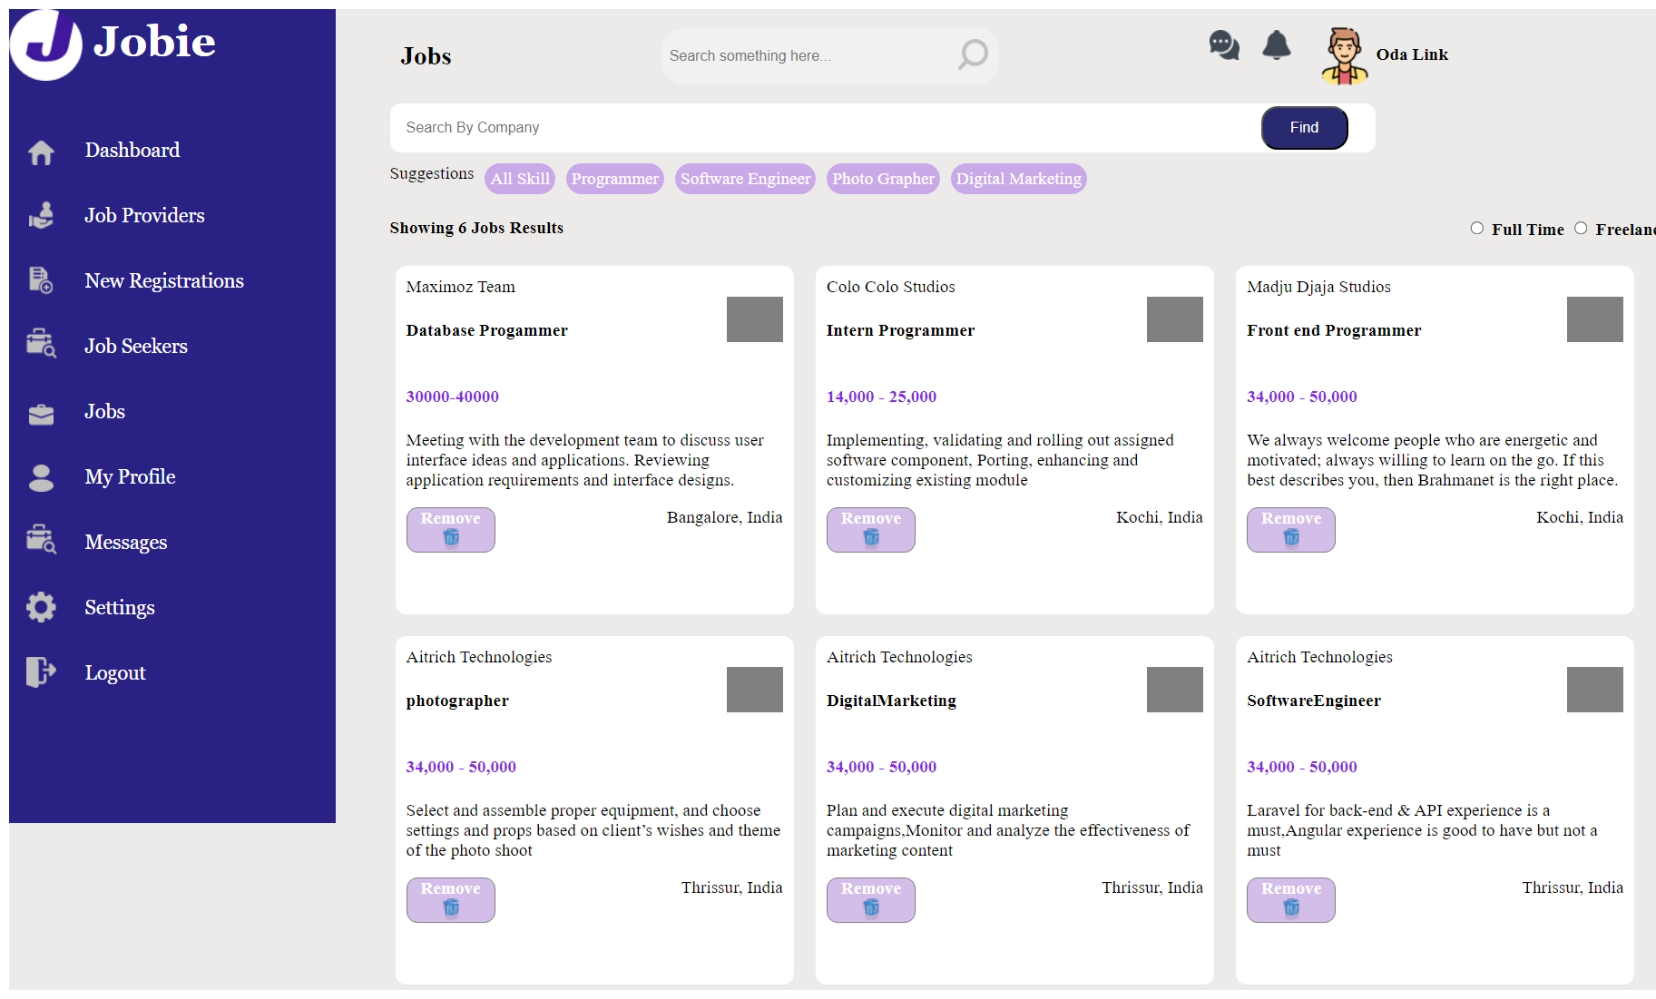 Jobie
Dashboard
Job Providers
New Registrations
Job Seekers
Jobs
My Profile
Messages
Settings
Logout
Jobs
Search something here...
Oda Link
Search By Company
Find
Suggestions
All Skill
Programmer
Software Engineer
Photo Grapher
Digital Marketing
Showing 6 Jobs Results
Full Time
Freelanc
Maximoz Team
Database Progammer
30000-40000
Meeting with the development team to discuss user
interface ideas and applications. Reviewing
application requirements and interface designs.
Remove
Bangalore, India
Colo Colo Studios
Intern Programmer
14,000 - 25,000
Implementing, validating and rolling out assigned
software component, Porting, enhancing and
customizing existing module
Remove
Kochi, India
Madju Djaja Studios
Front end Programmer
34,000 - 50,000
We always welcome people who are energetic and
motivated; always willing to learn on the go. If this
best describes you, then Brahmanet is the right place.
Remove
Kochi, India
Aitrich Technologies
photographer
34,000 - 50,000
Select and assemble proper equipment, and choose
settings and props based on client’s wishes and theme
of the photo shoot
Remove
Thrissur, India
Aitrich Technologies
DigitalMarketing
34,000 - 50,000
Plan and execute digital marketing
campaigns,Monitor and analyze the effectiveness of
marketing content
Remove
Thrissur, India
Aitrich Technologies
SoftwareEngineer
34,000 - 50,000
Laravel for back-end & API experience is a
must,Angular experience is good to have but not a
must
Remove
Thrissur, India